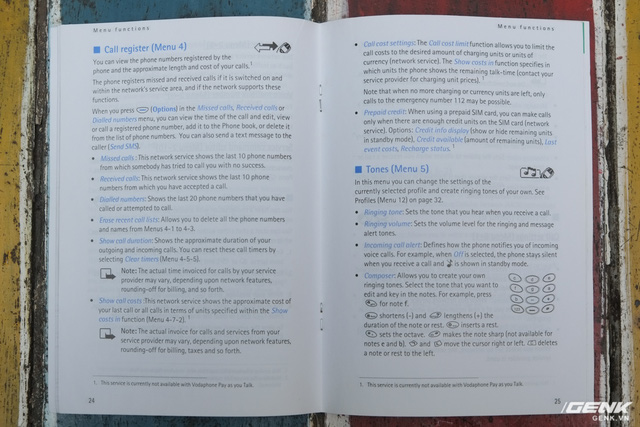 Menu functions
Call register (Menu 4)
You can view the phone numbers registered by the
phone and the approximate length and cost of your calls.1
The phone registers missed and received calls if it is switched on and
within the network's service area, and if the network supports these
functions.
When you press (Options) in the Missed calls, Received calls or
Dialled numbers menu, you can view the time of the call and edit, view
or call a registered phone number, add it to the Phone book, or delete it
from the list of phone numbers. You can also send a text message to the
caller (Send SMS).
• Missed calls : This network service shows the last 10 phone numbers
from which somebody has tried to call you with no success.
• Received calls: This network service shows the last 10 phone
numbers from which you have accepted a call.
• Dialled numbers: Shows the last 20 phone numbers that you have
called or attempted to call.
• Erase recent call lists: Allows you to delete all the phone numbers
and names from Menus 4-1 to 4-3.
• Show call duration: Shows the approximate duration of your
outgoing and incoming calls. You can reset these call timers by
selecting Clear timers (Menu 4-5-5).
Note: The actual time invoiced for calls by your service
provider may vary, depending upon network features,
rounding-off for billing, and so forth.
• Show call costs :This network service shows the approximate cost of
your last call or all calls in terms of units specified within the Show
costs in function (Menu 4-7-2). 1
Note: The actual invoice for calls and services from your
service provider may vary, depending upon network features,
rounding-off for billing, taxes and so forth.
1. This service is currently not available with Vodaphone Pay as you Talk.
24
Menu functions
• Call cost settings: The Call cost limit function allows you to limit the
call costs to the desired amount of charging units or units of
currency (network service). The Show costs in function specifies in
which units the phone shows the remaining talk-time (contact your
service provider for charging unit prices). 1
Note that when no more charging or currency units are left, only
calls to the emergency number 112 may be possible.
• Prepaid credit: When using a prepaid SIM card, you can make calls
only when there are enough credit units on the SIM card (network
service). Options: Credit info display (show or hide remaining units
in standby mode), Credit available (amount of remaining units), Last
event costs, Recharge status. 1
Tones (Menu 5)
In this menu you can change the settings of the
currently selected profile and create ringing tones of your own. See
Profiles (Menu 12) on page 32.
• Ringing tone: Sets the tone that you hear when you receive a call.
• Ringing volume: Sets the volume level for the ringing and message
alert tones.
• Incoming call alert: Defines how the phone notifies you of incoming
voice calls. For example, when Off is selected, the phone stays silent
when you receive a call and is shown in standby mode.
• Composer: Allows you to create your own
ringing tones. Select the tone that you want to
edit and key in the notes. For example, press
for note f.
shortens (-) and lengthens (+) the
duration of the note or rest. inserts a rest.
sets the octave. makes the note sharp (not available for
notes e and b). and move the cursor right or left. deletes
a note or rest to the left.
1. This service is currently not available with Vodaphone Pay as you Talk.
25
GENK
GENK.VN